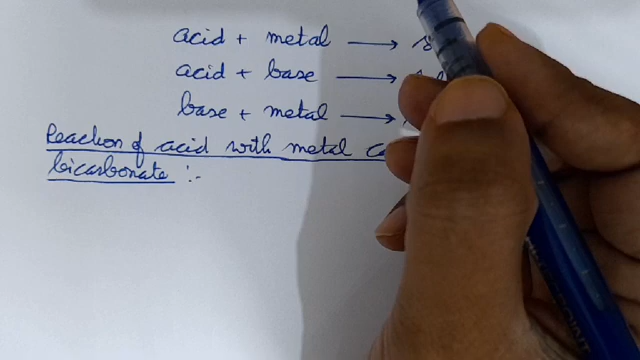 acid + metal →
acid + base →
base + metal →
Reaction of acid with metal
bicarbonate :-